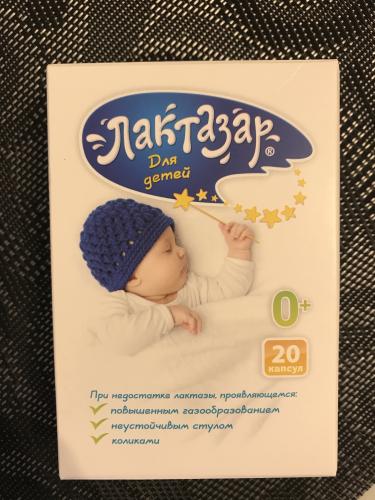 Лактазар®
Для
детей
0+
20
капсул
При недостатке лактазы, проявляющемся:
повышенным газообразованием
неустойчивым стулом
коликами